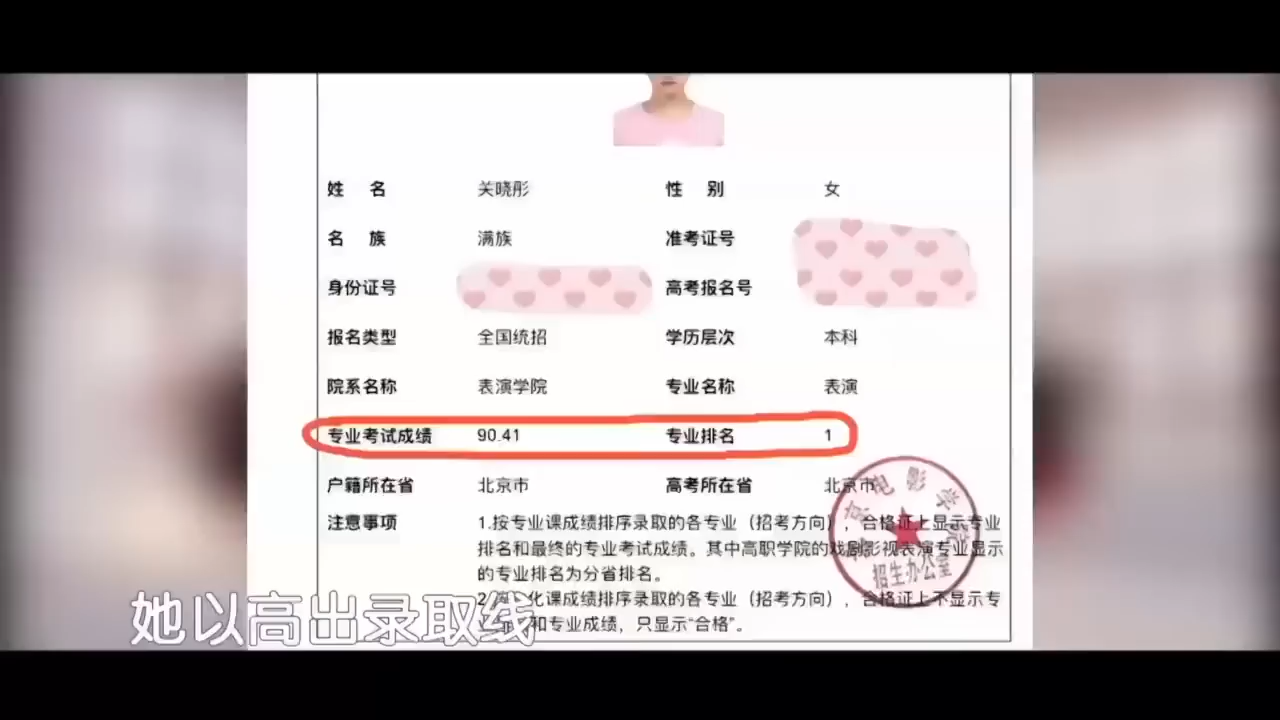 姓 名 关晓彤 性 别 女
名 族 满族 准考证号
身份证号 高考报名号
报名类型 全国统招 学历层次 本科
院系名称 表演学院 专业名称 表演
专业考试成绩 90.41 专业排名 1
户籍所在省 北京市 高考所在省 北京市
注意事项 1.按专业课成绩排序录取的各专业（招考方向），合格证上显示专业
排名和最终的专业考试成绩。其中高职学院的戏剧影视表演专业显示
的专业排名为分省排名。
2 化课成绩排序录取的各专业（招考方向），合格证上不显示专
和专业成绩，只显示“合格”。
电影学
招生办公室
她以高出录取线